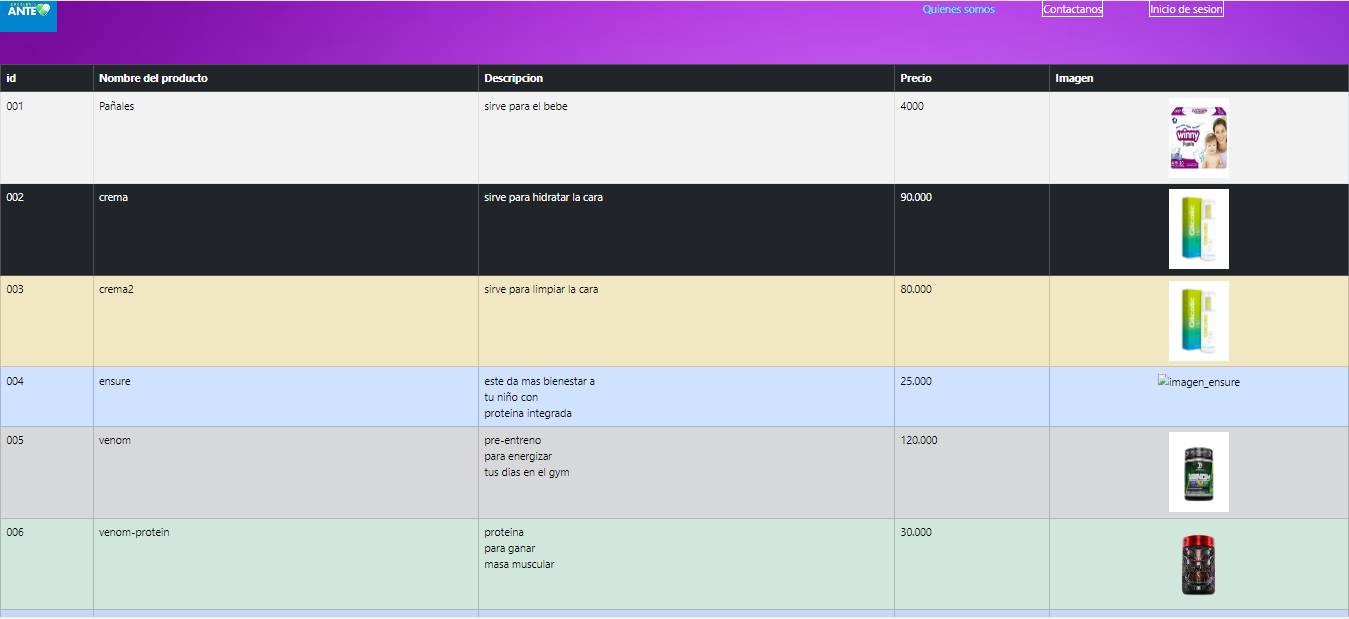 ANTE
Quienes somos
Contactanos
Inicio de sesion
id Nombre del producto Descripcion Precio Imagen
001 Pañales sirve para el bebe 4000
winny
002 crema sirve para hidratar la cara 90.000
003 crema2 sirve para limpiar la cara 80.000
004 ensure este da mas bienestar a 25.000 imagen_ensure
tu niño con
proteina integrada
005 venom pre-entreno 120.000
para energizar
tus dias en el gym
006 venom-protein proteina 30.000
para ganar
masa muscular